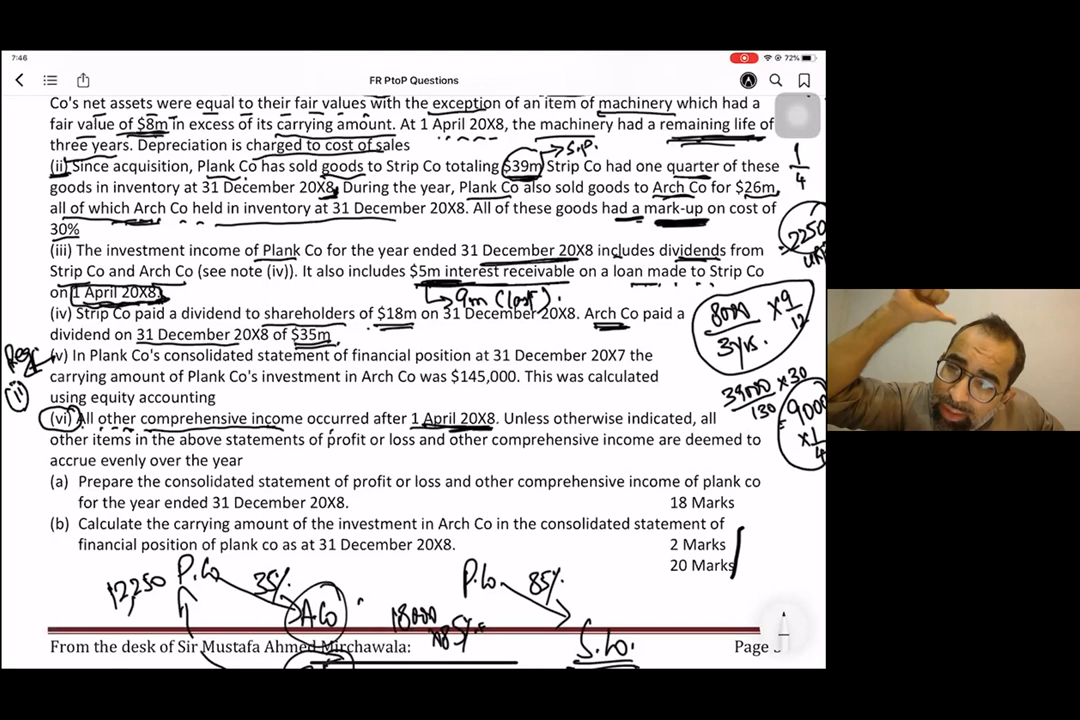 7:46
72%
FR PtoP Questions
Co's net assets were equal to their fair values with the exception of an item of machinery which had a
fair value of $8m in excess of its carrying amount. At 1 April 20X8, the machinery had a remaining life of
three years. Depreciation is charged to cost of sales
→S.P.
(ii) Since acquisition, Plank Co has sold goods to Strip Co totaling $39m Strip Co had one quarter of these
1/4
goods in inventory at 31 December 20X8. During the year, Plank Co also sold goods to Arch Co for $26m,
all of which Arch Co held in inventory at 31 December 20X8. All of these goods had a mark-up on cost of
30%
= 2250
(iii) The investment income of Plank Co for the year ended 31 December 20X8 includes dividends from
Strip Co and Arch Co (see note (iv)). It also includes $5m interest receivable on a loan made to Strip Co
on 1 April 20X8.
→ 9m (last).
(iv) Strip Co paid a dividend to shareholders of $18m on 31 December 20X8. Arch Co paid a
8000 × 9
3yrs. 12
dividend on 31 December 20X8 of $35m
(v) In Plank Co's consolidated statement of financial position at 31 December 20X7 the
(i)
carrying amount of Plank Co's investment in Arch Co was $145,000. This was calculated
39000 × 30
130
using equity accounting
= 9000
× 1/4
(vi) All other comprehensive income occurred after 1 April 20X8. Unless otherwise indicated, all
other items in the above statements of profit or loss and other comprehensive income are deemed to
accrue evenly over the year
(a) Prepare the consolidated statement of profit or loss and other comprehensive income of plank co
for the year ended 31 December 20X8. 18 Marks
(b) Calculate the carrying amount of the investment in Arch Co in the consolidated statement of
financial position of plank co as at 31 December 20X8. 2 Marks
20 Marks
12,250 P.Co 35% A Co
P.Co 85% S.Co.
18000
×85% =
From the desk of Sir Mustafa Ahmed Mirchawala: Page